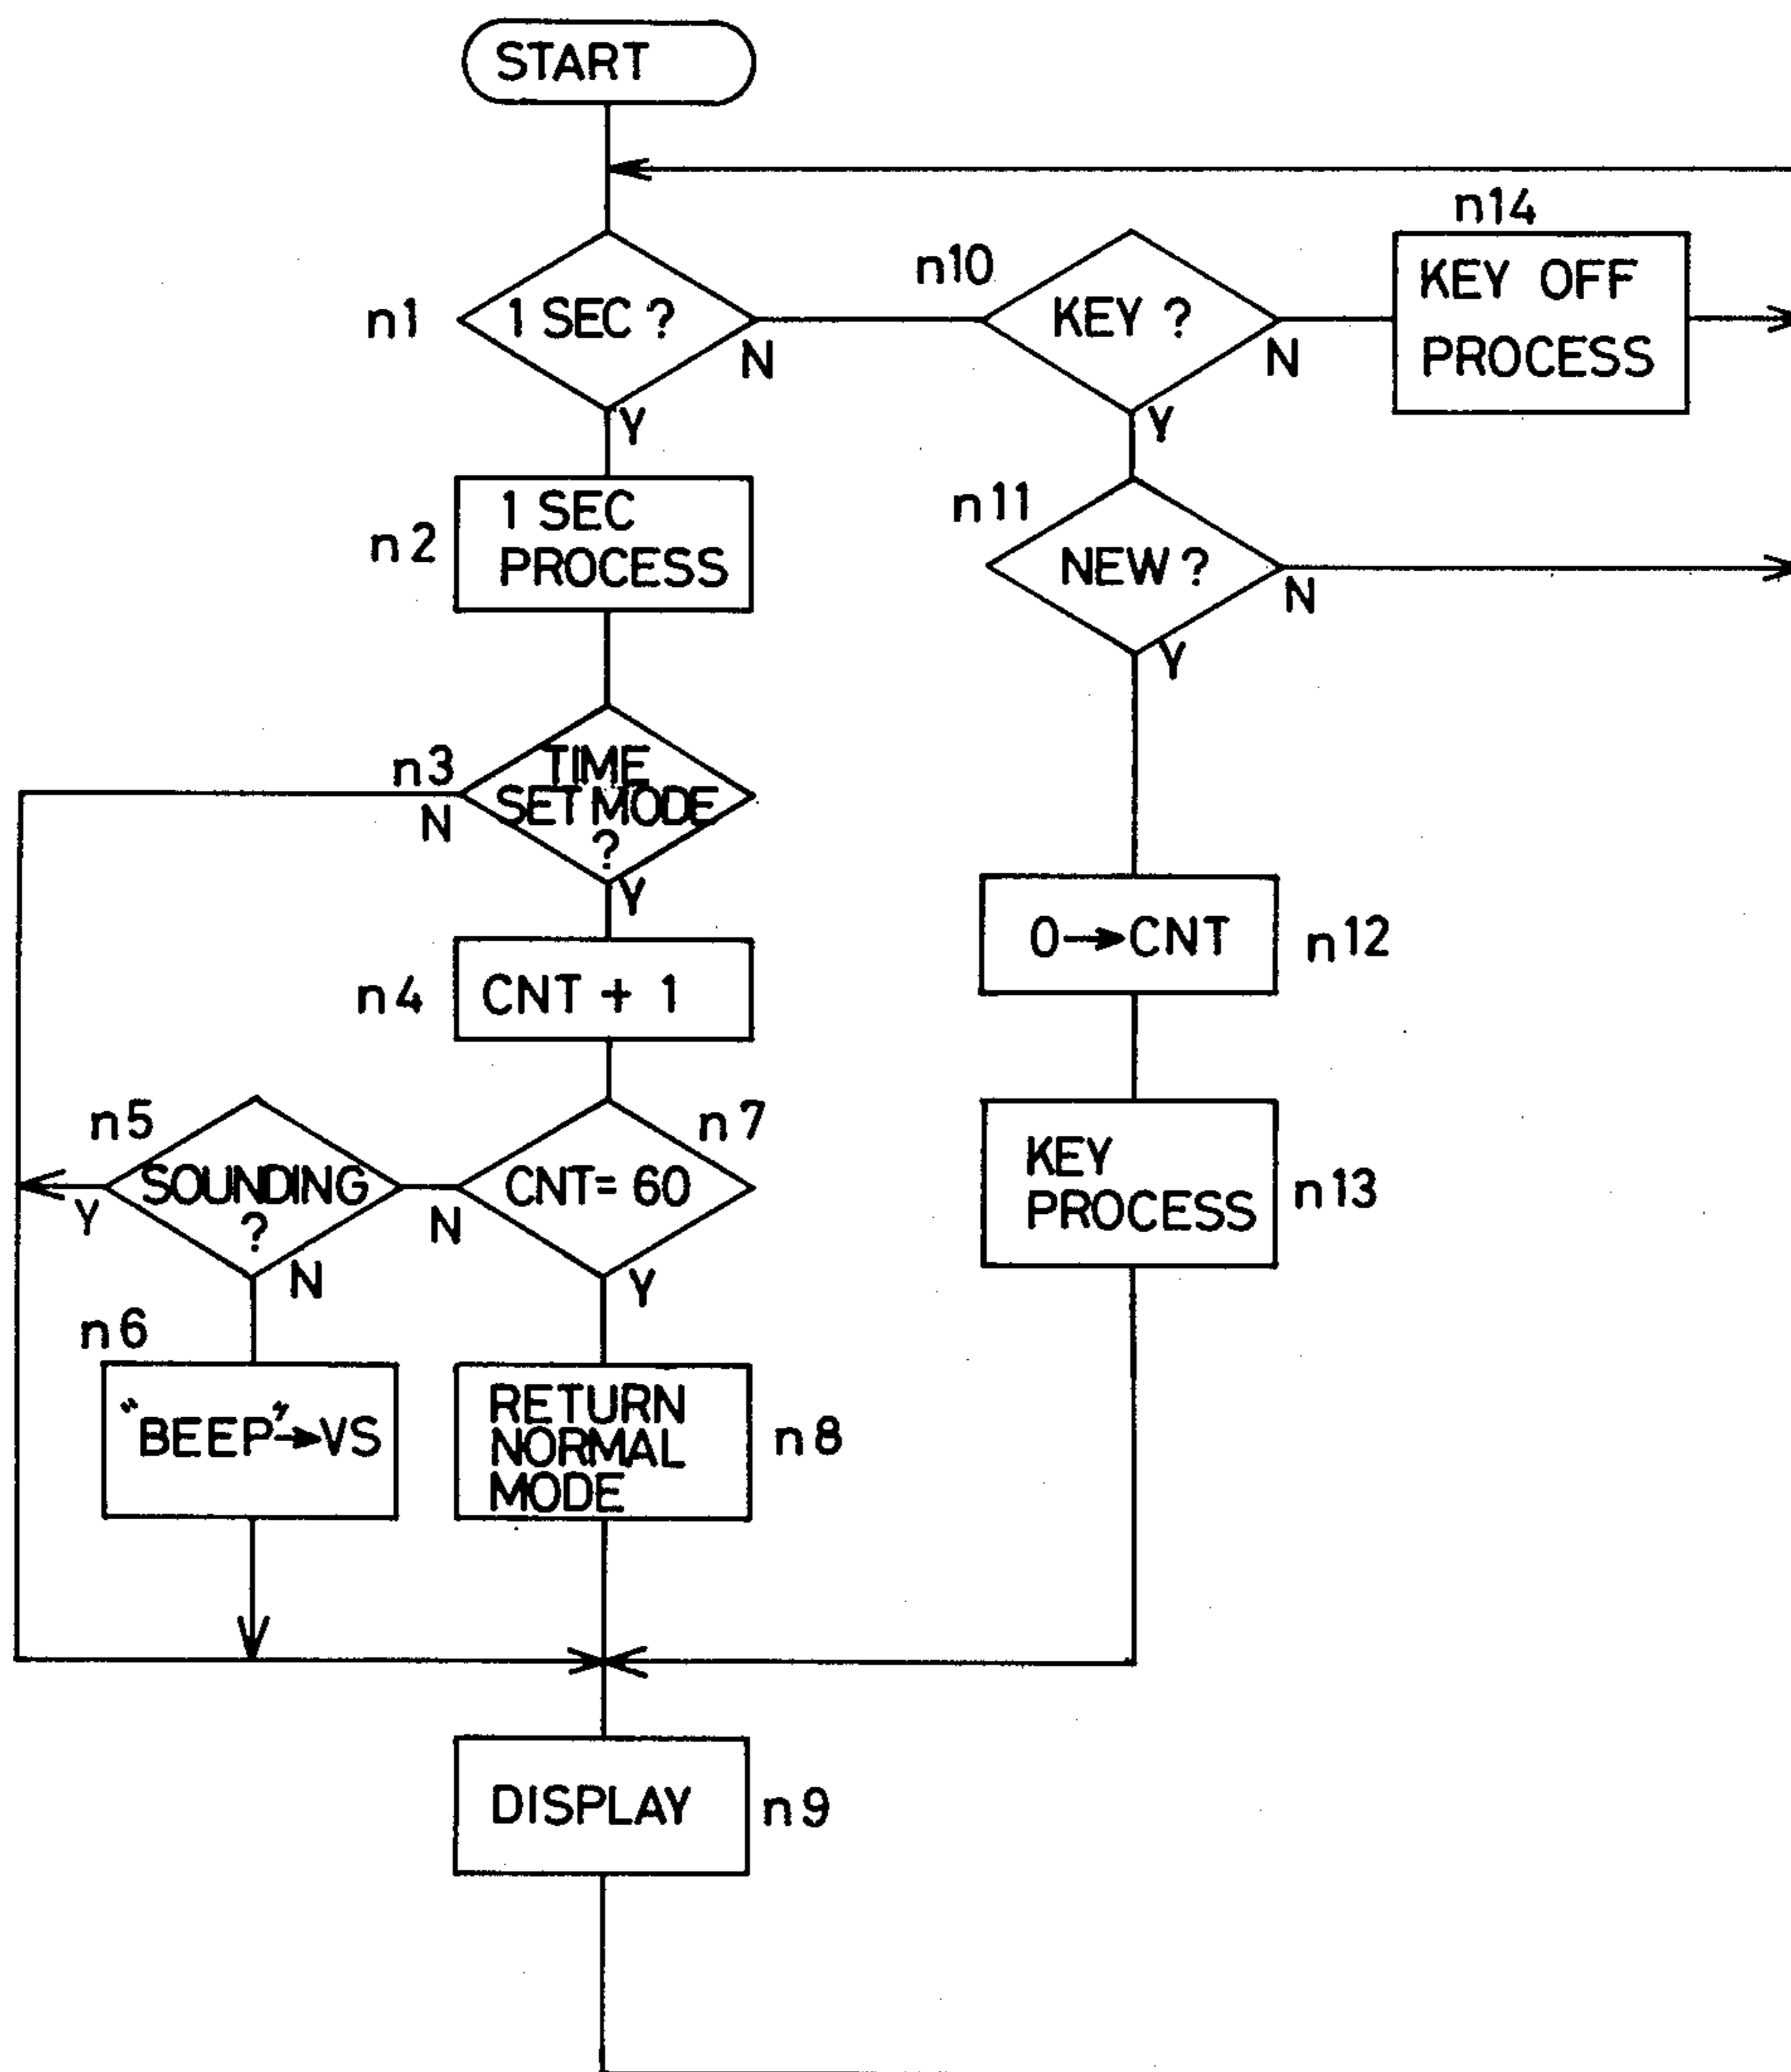 START
n1
1 SEC ?
N
Y
n10
KEY ?
N
Y
n14
KEY OFF
PROCESS
n2
1 SEC
PROCESS
n11
NEW ?
N
Y
n3
N
TIME
SET MODE
?
Y
n4
CNT + 1
0→CNT
n12
n5
SOUNDING
?
Y
N
n7
CNT= 60
N
Y
KEY
PROCESS
n13
n6
"BEEP"→VS
RETURN
NORMAL
MODE
n8
DISPLAY
n9